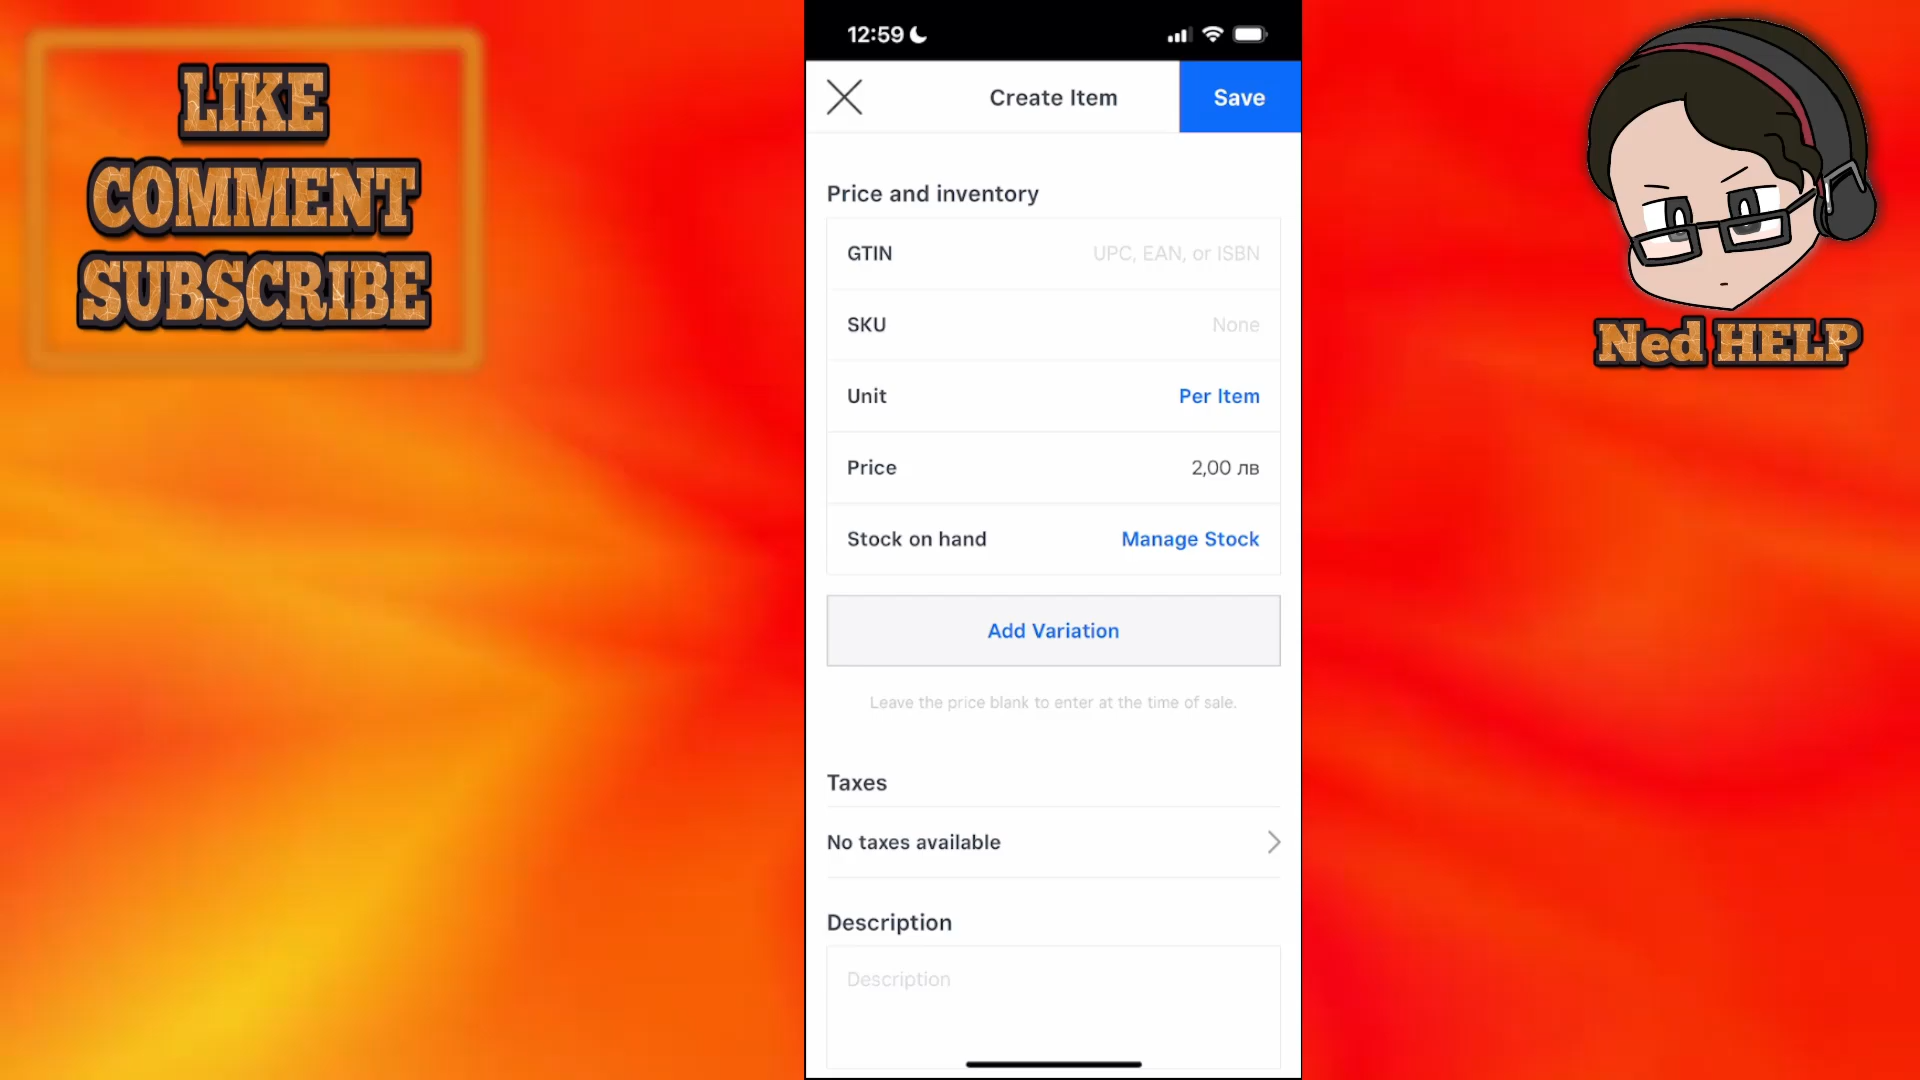 LIKE
COMMENT
SUBSCRIBE
12:59
Create Item
Save
Price and inventory
GTIN UPC, EAN, or ISBN
SKU None
Unit Per Item
Price 2,00 лв
Stock on hand Manage Stock
Add Variation
Leave the price blank to enter at the time of sale.
Taxes
No taxes available
Description
Description
Ned HELP